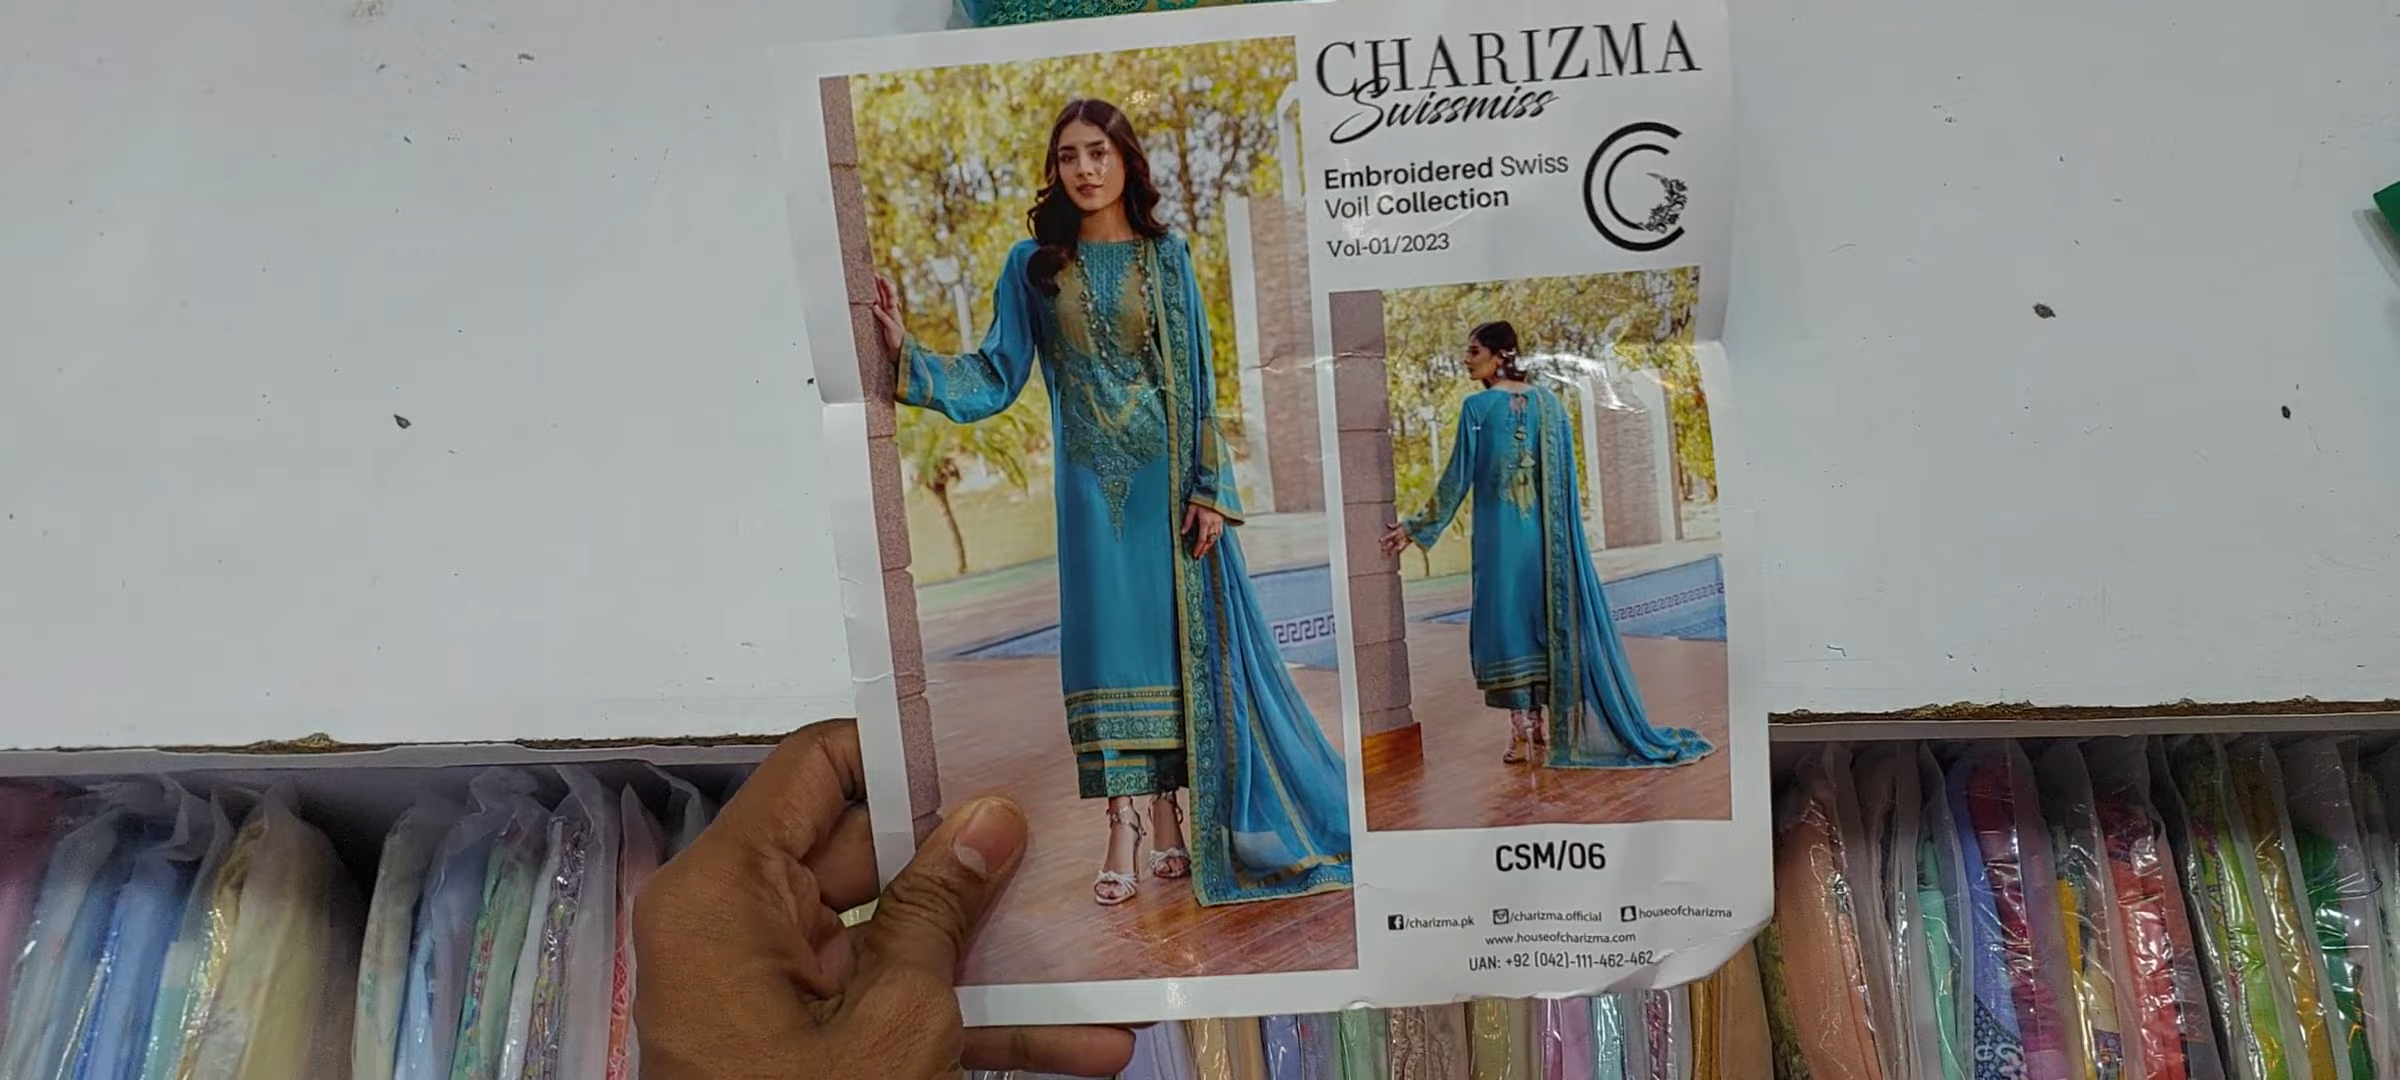 CHARIZMA
Swissmiss
Embroidered Swiss
Voil Collection
Vol-01/2023
CSM/06
/charizma.pk /charizma.official houseofcharizma
www.houseofcharizma.com
UAN: +92 (042)-111-462-462